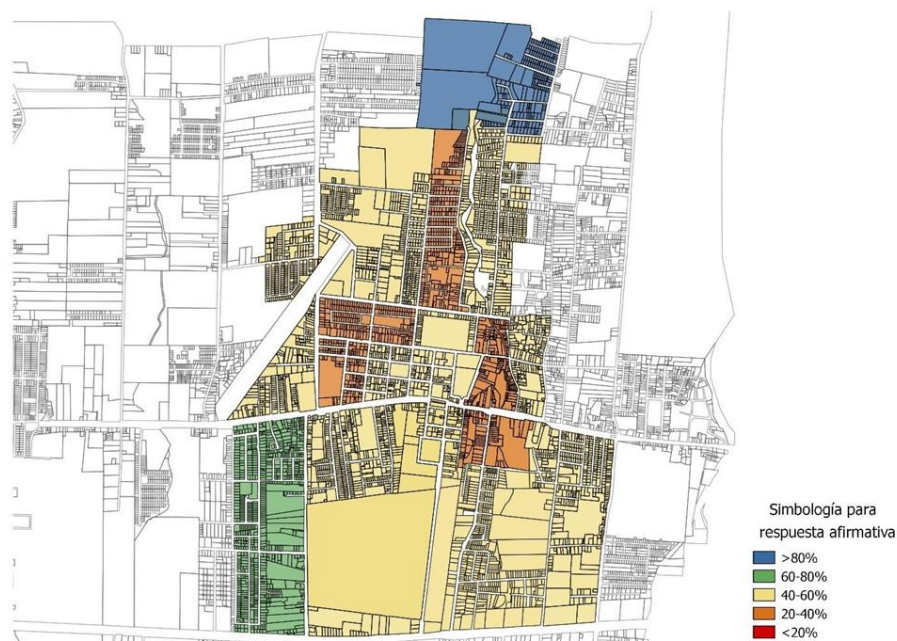 Simbología para
respuesta afirmativa
>80%
60-80%
40-60%
20-40%
<20%